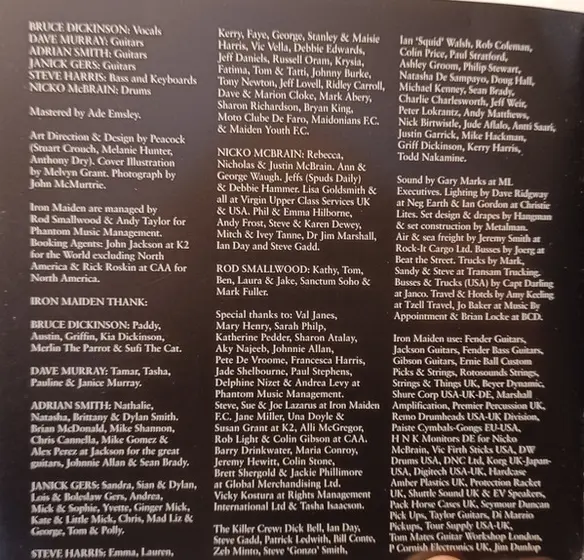 BRUCE DICKINSON: Vocals
DAVE MURRAY: Guitars
ADRIAN SMITH: Guitars
JANICK GERS: Guitars
STEVE HARRIS: Bass and Keyboards
NICKO McBRAIN: Drums
Mastered by Ade Emsley.
Art Direction & Design by Peacock
(Stuart Crouch, Melanie Hunter,
Anthony Dry). Cover Illustration
by Melvyn Grant. Photograph by
John McMurtrie.
Iron Maiden are managed by
Rod Smallwood & Andy Taylor for
Phantom Music Management.
Booking Agents: John Jackson at K2
for the World excluding North
America & Rick Roskin at CAA for
North America.
IRON MAIDEN THANK:
BRUCE DICKINSON: Paddy,
Austin, Griffin, Kia Dickinson,
Merlin The Parrot & Sufi The Cat.
DAVE MURRAY: Tamar, Tasha,
Pauline & Janice Murray.
ADRIAN SMITH: Nathalie,
Natasha, Brittany & Dylan Smith.
Brian McDonald, Mike Shannon,
Chris Cannella, Mike Gomez &
Alex Perez at Jackson for the great
guitars, Johnnie Allan & Sean Brady.
JANICK GERS: Sandra, Sian & Dylan,
Lois & Boleslaw Gers, Andrea,
Mick & Sophie, Yvette, Ginger Mick,
Kate & Little Mick, Chris, Mad Liz &
George, Tom & Polly.
STEVE HARRIS: Emma, Lauren,
Kerry, Faye, George, Stanley & Maisie
Harris, Vic Vella, Debbie Edwards,
Jeff Daniels, Russell Oram, Krysia,
Fatima, Tom & Tatti, Johnny Burke,
Tony Newton, Jeff Lovell, Ridley Carroll,
Dave & Marion Cloke, Mark Abery,
Sharon Richardson, Bryan King,
Moto Clube De Faro, Maidonians F.C.
& Maiden Youth F.C.
NICKO MCBRAIN: Rebecca,
Nicholas & Justin McBrain. Ann &
George Waugh. Jeffs (Spuds Daily)
& Debbie Hammer. Lisa Goldsmith &
all at Virgin Upper Class Services UK
& USA. Phil & Emma Hilborne,
Andy Frost, Steve & Karen Dewey,
Mitch & Ivey Tanne, Dr Jim Marshall,
Ian Day and Steve Gadd.
ROD SMALLWOOD: Kathy, Tom,
Ben, Laura & Jake, Sanctum Soho &
Mark Fuller.
Special thanks to: Val Janes,
Mary Henry, Sarah Philp,
Katherine Pedder, Sharon Atalay,
Aky Najeeb, Johnnie Allan,
Pete De Vroome, Francesca Harris,
Jade Shelbourne, Paul Stephens,
Delphine Nizet & Andrea Levy at
Phantom Music Management.
Steve, Sue & Joe Lazarus at Iron Maiden
F.C. Jane Miller, Una Doyle &
Susan Grant at K2, Alli McGregor,
Rob Light & Colin Gibson at CAA.
Barry Drinkwater, Maria Conroy,
Jeremy Hewitt, Colin Stone,
Brett Shergold & Jackie Phillimore
at Global Merchandising Ltd.
Vicky Kostura at Rights Management
International Ltd & Tasha Isaacson.
The Killer Crew: Dick Bell, Ian Day,
Steve Gadd, Patrick Ledwith, Bill Conte,
Zeb Minto, Steve 'Gonzo' Smith,
Ian 'Squid' Walsh, Rob Coleman,
Colin Price, Paul Stratford,
Ashley Groom, Philip Stewart,
Natasha De Sampayo, Doug Hall,
Michael Kenney, Sean Brady,
Charlie Charlesworth, Jeff Weir,
Peter Lokrantz, Andy Matthews,
Nick Birtwistle, Jude Aflalo, Antti Saari,
Justin Garrick, Mike Hackman,
Griff Dickinson, Kerry Harris,
Todd Nakamine.
Sound by Gary Marks at ML
Executives. Lighting by Dave Ridgway
at Neg Earth & Ian Gordon at Christie
Lites. Set design & drapes by Hangman
& set construction by Metalman.
Air & sea freight by Jeremy Smith at
Rock-It Cargo Ltd. Busses by Joerg at
Beat the Street. Trucks by Mark,
Sandy & Steve at Transam Trucking.
Busses & Trucks (USA) by Capt Darling
at Janco. Travel & Hotels by Amy Keeling
at Tzell Travel, Jo Baker at Music By
Appointment & Brian Locke at BCD.
Iron Maiden use: Fender Guitars,
Jackson Guitars, Fender Bass Guitars,
Gibson Guitars, Ernie Ball Custom
Picks & Strings, Rotosounds Strings,
Strings & Things UK, Beyer Dynamic,
Shure Corp USA-UK-DE, Marshall
Amplification, Premier Percussion UK,
Remo Drumheads USA-UK Division,
Paiste Cymbals-Gongs EU-USA,
H N K Monitors DE for Nicko
McBrain, Vic Firth Sticks USA, DW
Drums USA, DNC Ltd, Korg UK-Japan-
USA, Digitech USA-UK, Hardcase
Amber Plastics UK, Protection Racket
UK, Shuttle Sound UK & EV Speakers,
Pack Horse Cases UK, Seymour Duncan
Pick Ups, Taylor Guitars, Di Marzio
Pickups, Tour Supply USA-UK,
Tom Mates Guitar Workshop London,
P Cornish Electronics UK, Jim Dunlop